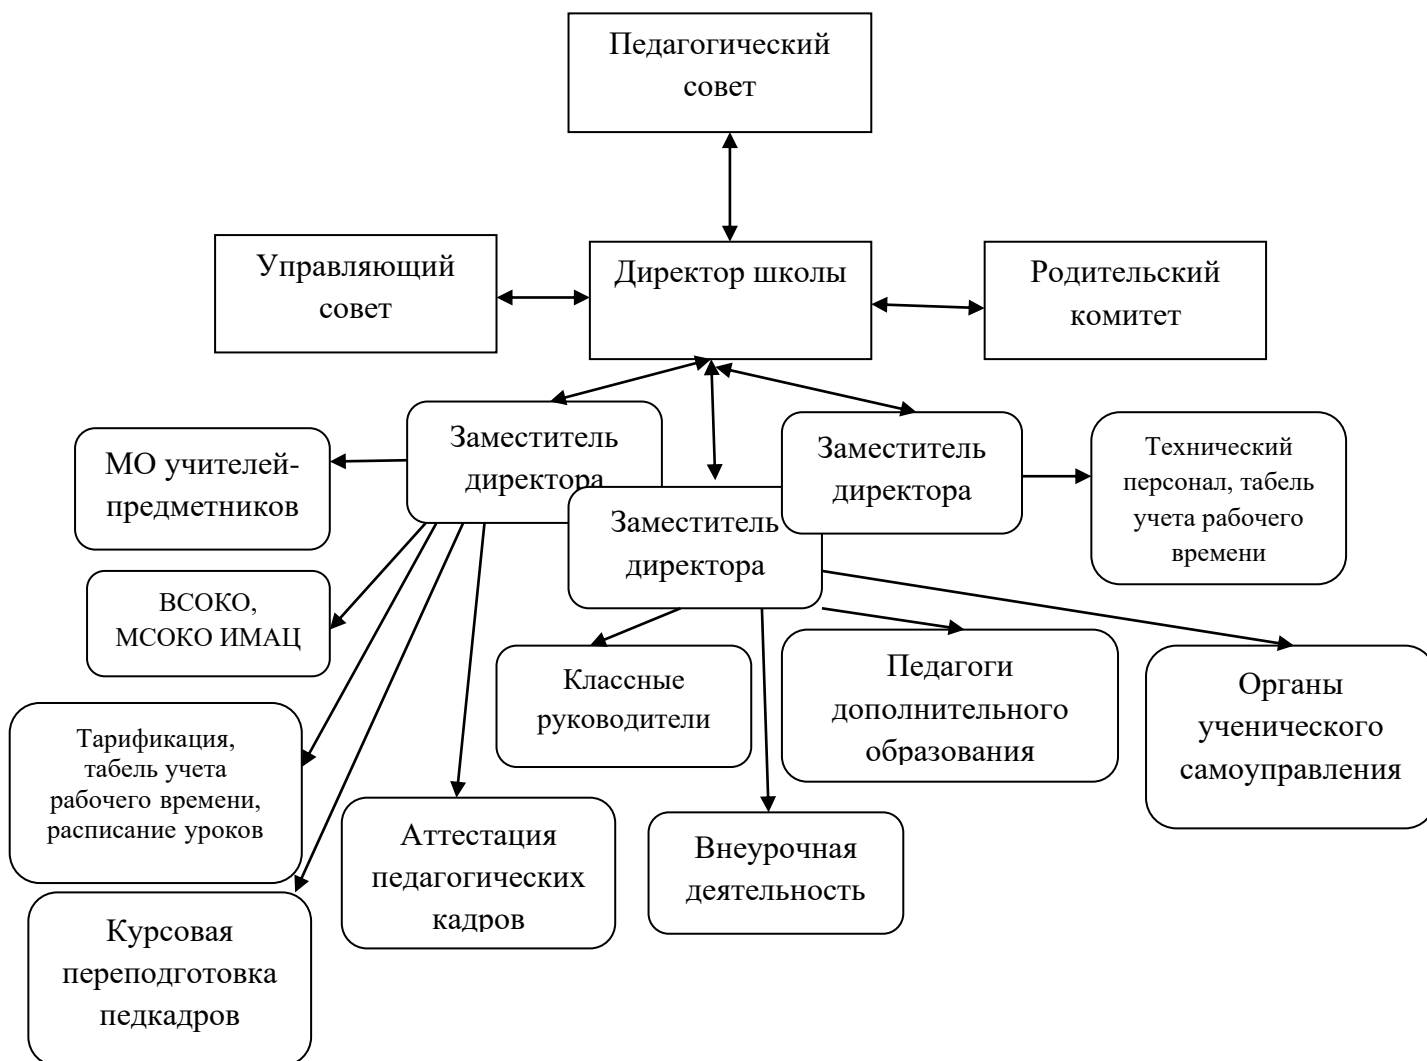 Педагогический
совет
Управляющий
совет
Директор школы
Родительский
комитет
МО учителей-
предметников
Заместитель
директора
Заместитель
директора
Заместитель
директора
Технический
персонал, табель
учета рабочего
времени
ВСОКО,
МСОКО ИМАЦ
Классные
руководители
Педагоги
дополнительного
образования
Органы
ученического
самоуправления
Тарификация,
табель учета
рабочего времени,
расписание уроков
Аттестация
педагогических
кадров
Внеурочная
деятельность
Курсовая
переподготовка
педкадров